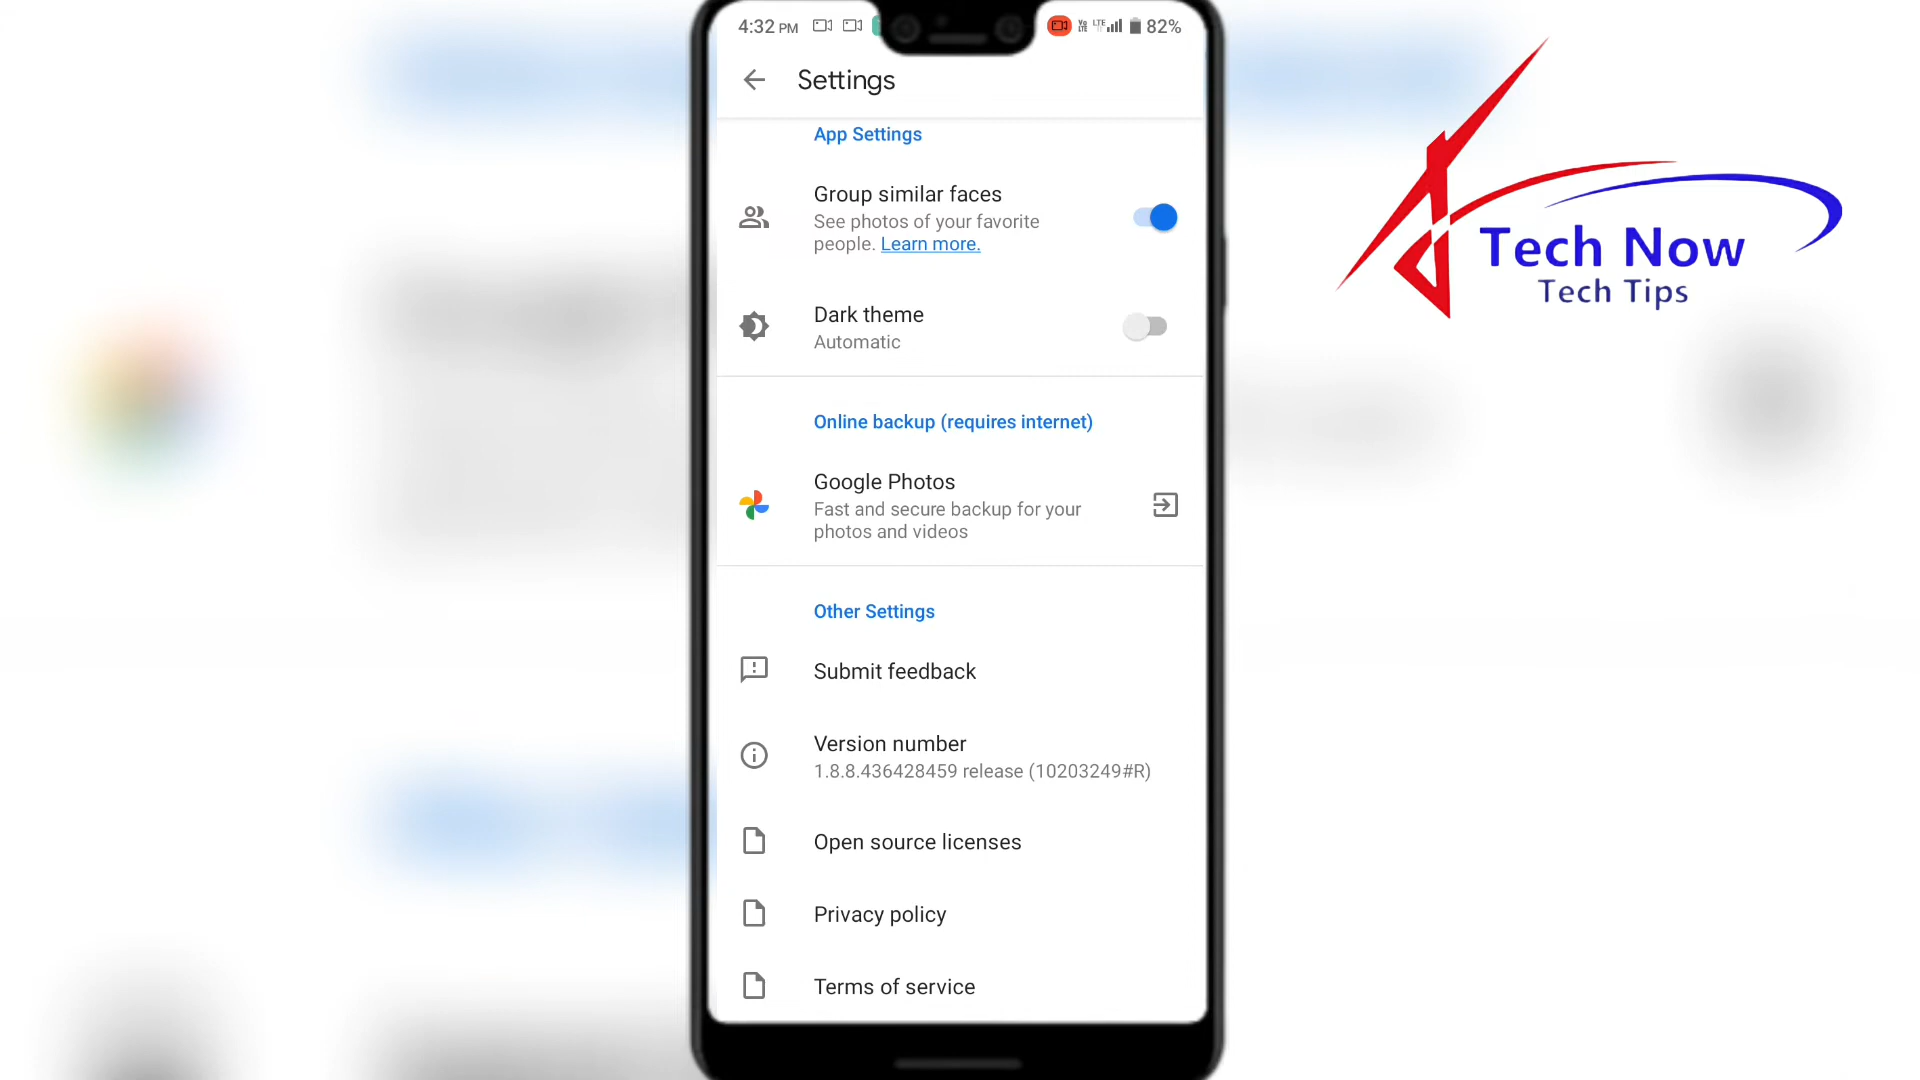 4:32 PM
Vo LTE LTE 82%
Settings
App Settings
Group similar faces
See photos of your favorite
people. Learn more.
Dark theme
Automatic
Online backup (requires internet)
Google Photos
Fast and secure backup for your
photos and videos
Other Settings
Submit feedback
Version number
1.8.8.436428459 release (10203249#R)
Open source licenses
Privacy policy
Terms of service
Tech Now
Tech Tips